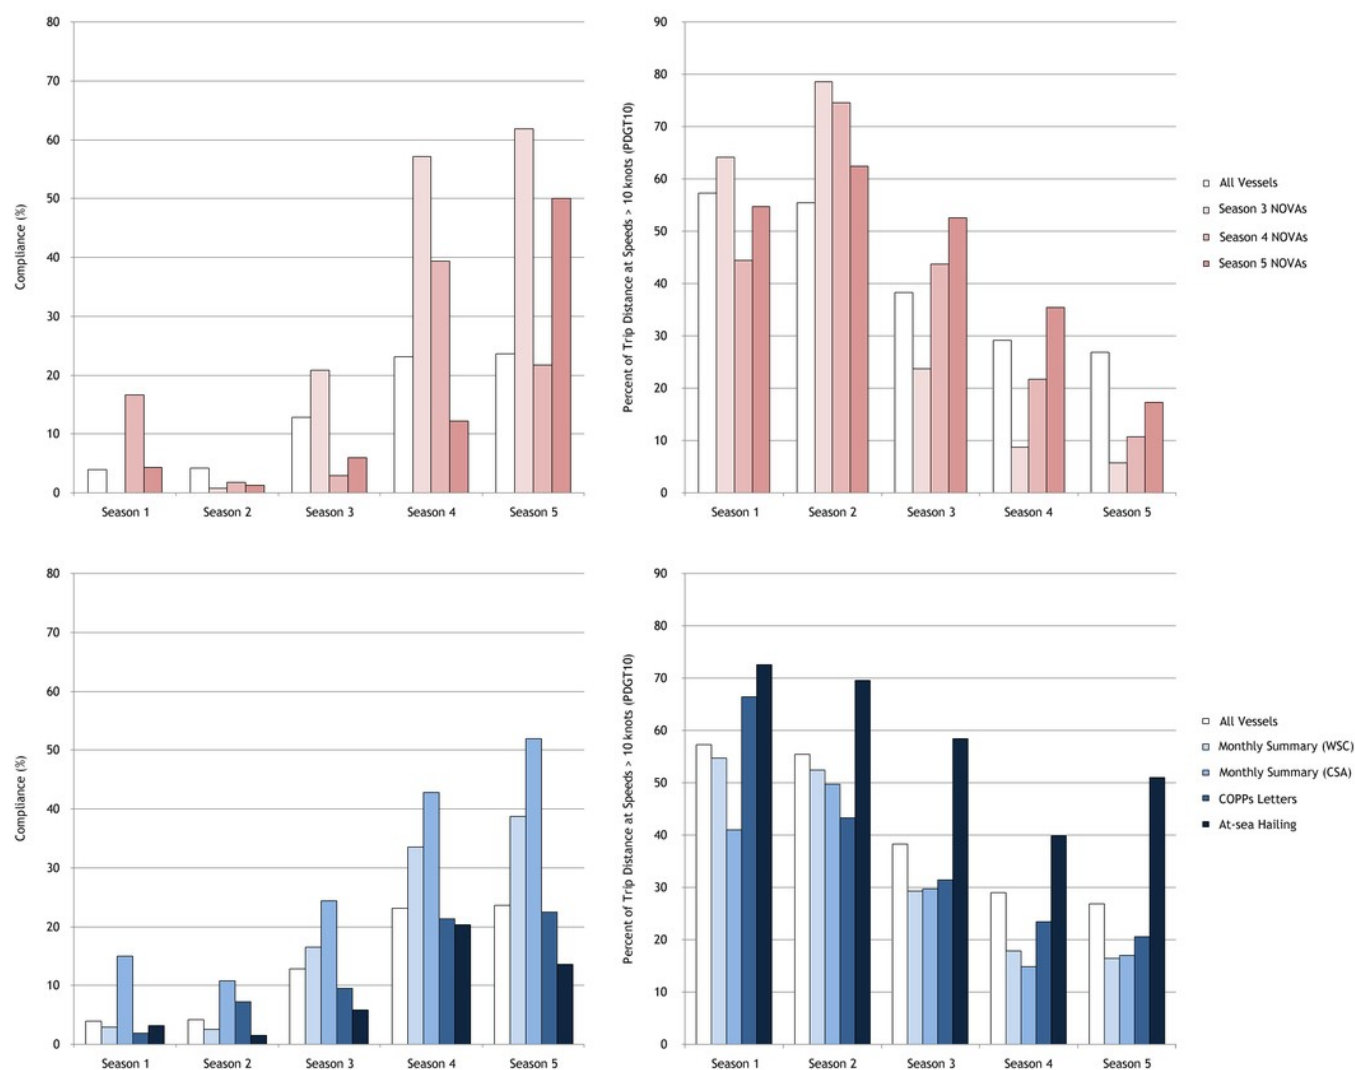 Compliance (%)
80
70
60
50
40
30
20
10
0
Season 1
Season 2
Season 3
Season 4
Season 5
Percent of Trip Distance at Speeds > 10 knots (PDGT10)
90
80
70
60
50
40
30
20
10
0
Season 1
Season 2
Season 3
Season 4
Season 5
All Vessels
Season 3 NOVAs
Season 4 NOVAs
Season 5 NOVAs
Compliance (%)
80
70
60
50
40
30
20
10
0
Season 1
Season 2
Season 3
Season 4
Season 5
Percent of Trip Distance at Speeds > 10 knots (PDGT10)
90
80
70
60
50
40
30
20
10
0
Season 1
Season 2
Season 3
Season 4
Season 5
All Vessels
Monthly Summary (WSC)
Monthly Summary (CSA)
COPPs Letters
At-sea Hailing